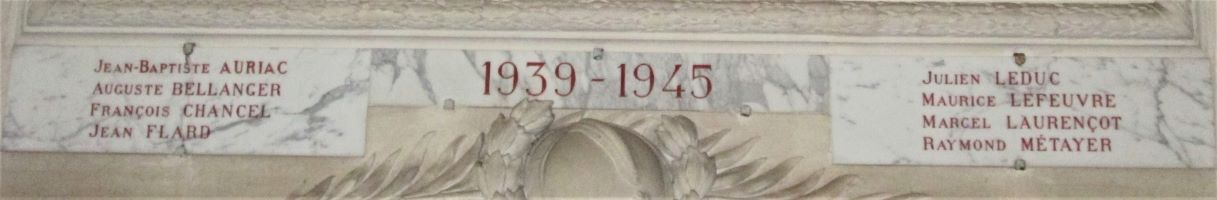 Jean-Baptiste AURIAC
Auguste BELLANGER
François CHANCEL
Jean FLARD
1939 - 1945
Julien LEDUC
Maurice LEFEUVRE
Marcel LAURENÇOT
Raymond MÉTAYER